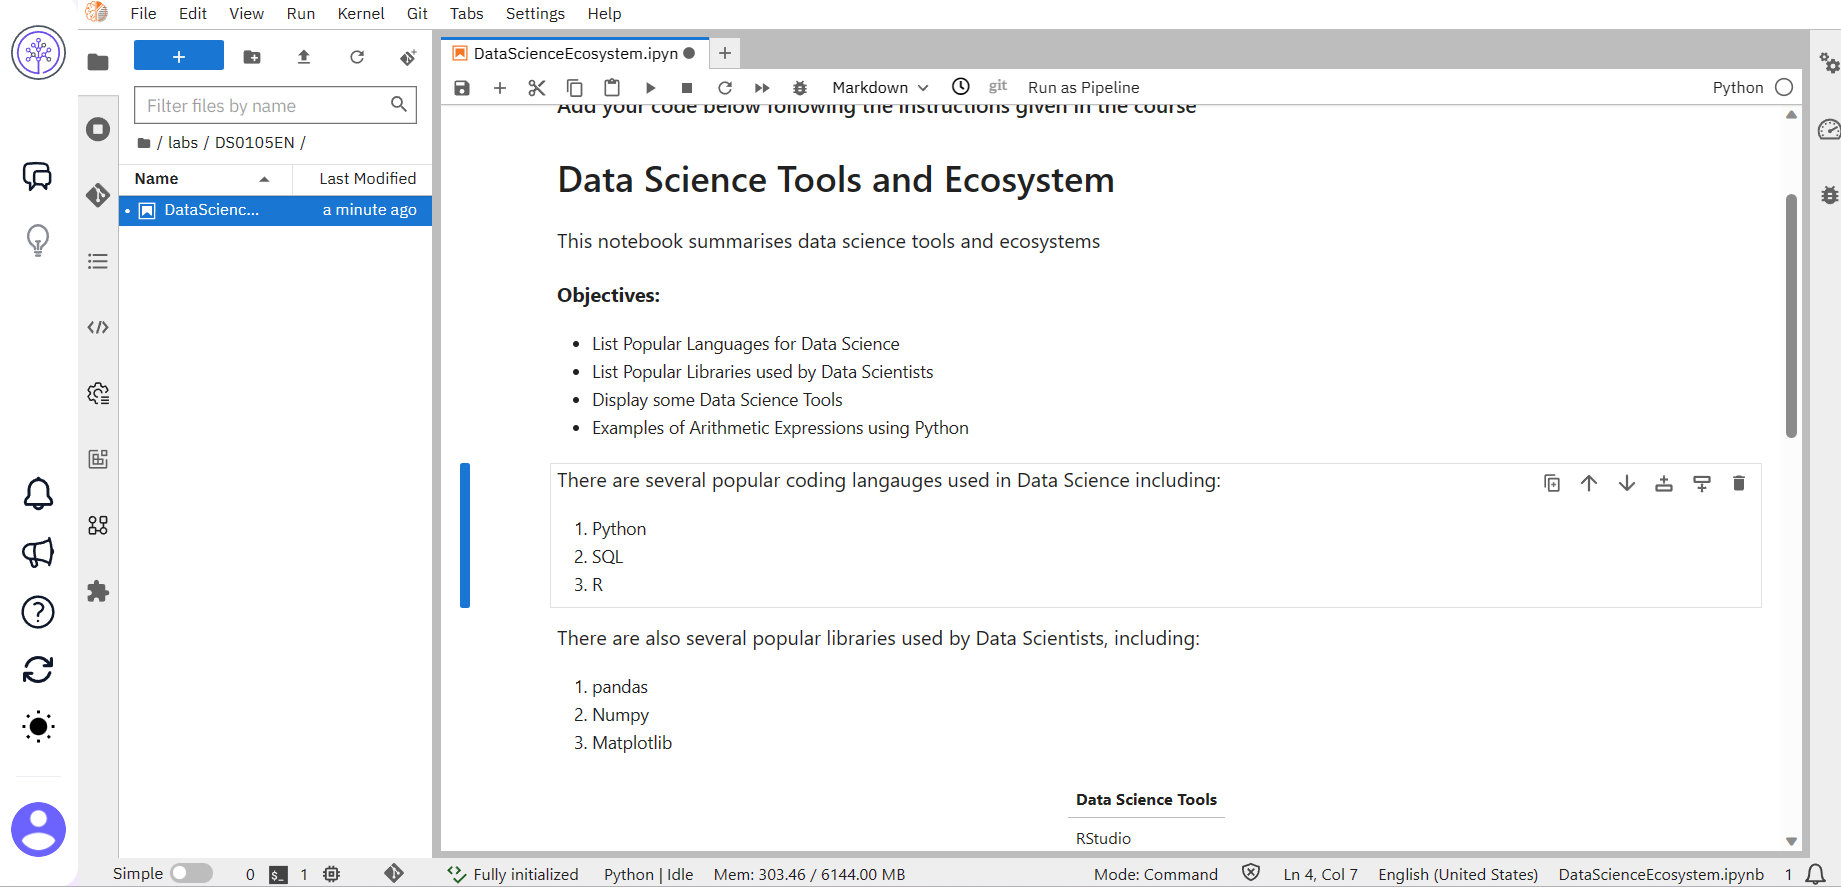 File Edit View Run Kernel Git Tabs Settings Help
DataScienceEcosystem.ipyn
+
Filter files by name
Markdown
git
Run as Pipeline
Python
/ labs / DS0105EN /
Name
Last Modified
DataScienc...
a minute ago
Add your code below following the instructions given in the course
Data Science Tools and Ecosystem
This notebook summarises data science tools and ecosystems
Objectives:
• List Popular Languages for Data Science
• List Popular Libraries used by Data Scientists
• Display some Data Science Tools
• Examples of Arithmetic Expressions using Python
There are several popular coding langauges used in Data Science including:
1. Python
2. SQL
3. R
There are also several popular libraries used by Data Scientists, including:
1. pandas
2. Numpy
3. Matplotlib
Data Science Tools
RStudio
Simple 0 $_ 1 Fully initialized Python | Idle Mem: 303.46 / 6144.00 MB Mode: Command Ln 4, Col 7 English (United States) DataScienceEcosystem.ipynb 1